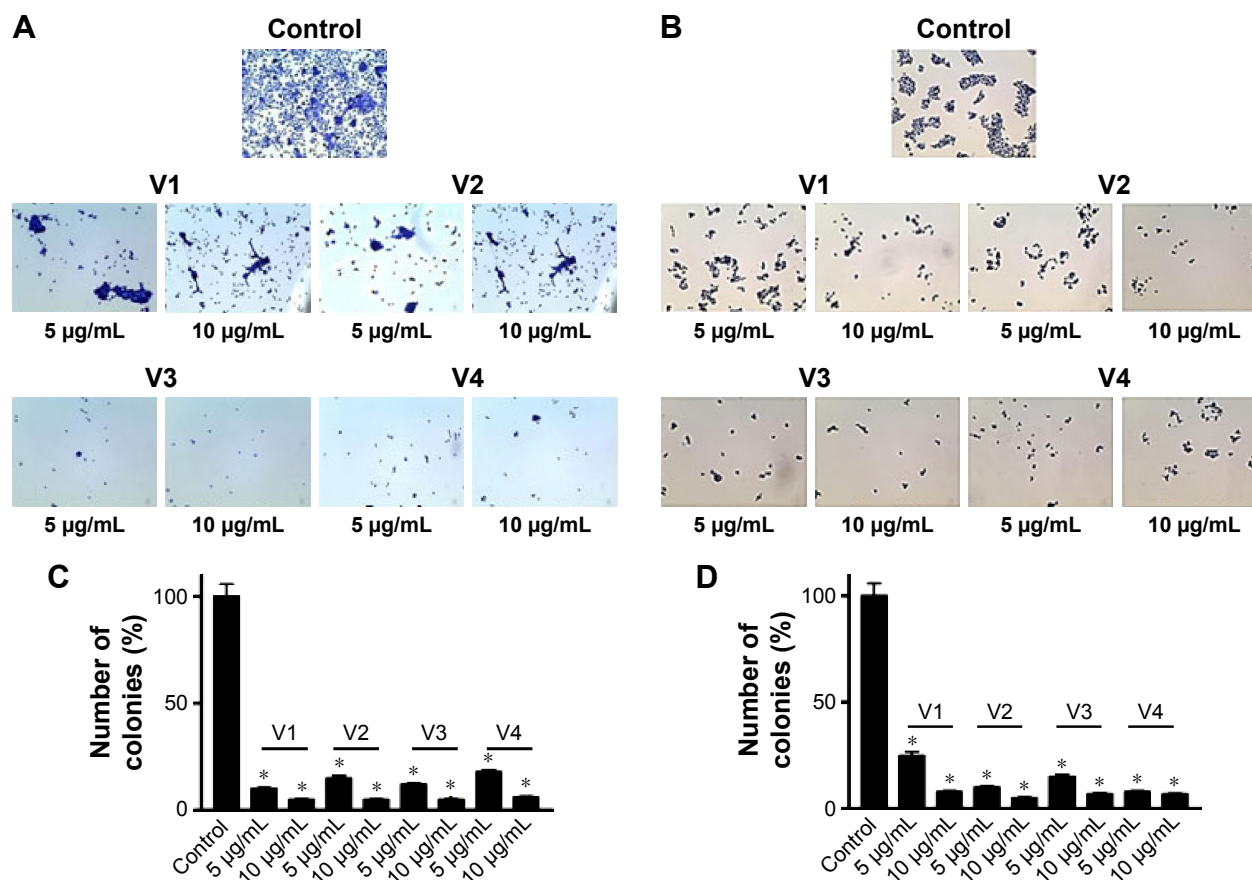 A
Control
V1 V2
5 µg/mL 10 µg/mL 5 µg/mL 10 µg/mL
V3 V4
5 µg/mL 10 µg/mL 5 µg/mL 10 µg/mL
B
Control
V1 V2
5 µg/mL 10 µg/mL 5 µg/mL 10 µg/mL
V3 V4
5 µg/mL 10 µg/mL 5 µg/mL 10 µg/mL
C
Number of
colonies (%)
100
50
0
V1 V2 V3 V4
* * * * * * * *
Control 5 µg/mL 10 µg/mL 5 µg/mL 10 µg/mL 5 µg/mL 10 µg/mL 5 µg/mL 10 µg/mL
D
Number of
colonies (%)
100
50
0
V1 V2 V3 V4
* * * * * * * *
Control 5 µg/mL 10 µg/mL 5 µg/mL 10 µg/mL 5 µg/mL 10 µg/mL 5 µg/mL 10 µg/mL